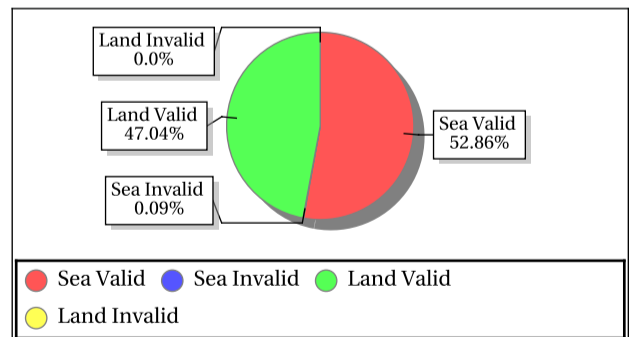 Land Invalid
0.0%
Land Valid
47.04%
Sea Valid
52.86%
Sea Invalid
0.09%
Sea Valid Sea Invalid Land Valid
Land Invalid